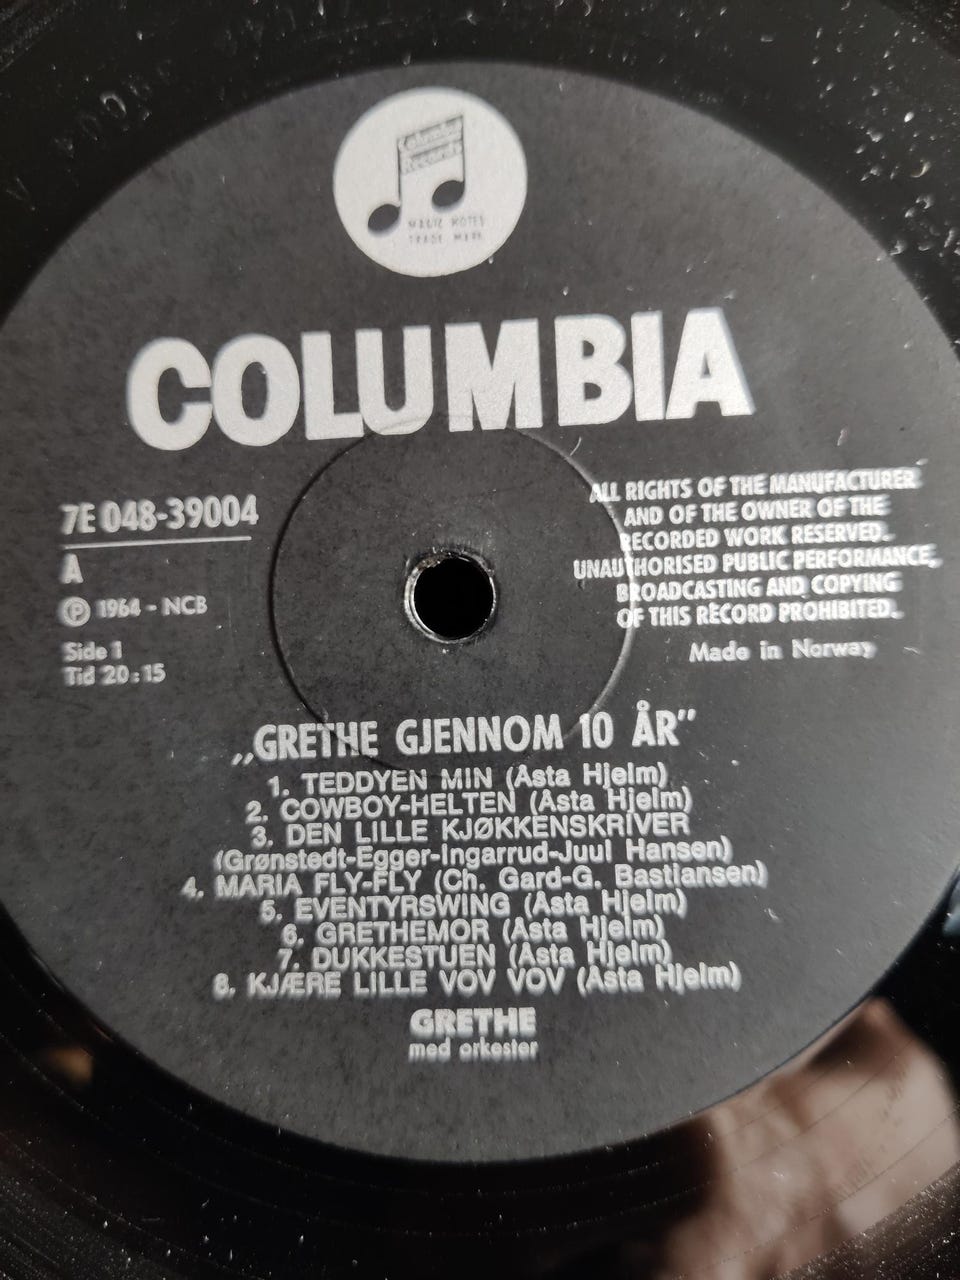 Columbia
Records
MAGIC NOTES
TRADE MARK
COLUMBIA
7E 048-39004
A
Ⓟ 1964 - NCB
Side 1
Tid 20:15
ALL RIGHTS OF THE MANUFACTURER
AND OF THE OWNER OF THE
RECORDED WORK RESERVED.
UNAUTHORISED PUBLIC PERFORMANCE,
BROADCASTING AND COPYING
OF THIS RECORD PROHIBITED.
Made in Norway
„GRETHE GJENNOM 10 ÅR”
1. TEDDYEN MIN (Asta Hjelm)
2. COWBOY-HELTEN (Asta Hjelm)
3. DEN LILLE KJØKKENSKRIVER
(Grønstedt-Egger-Ingarrud-Juul Hansen)
4. MARIA FLY-FLY (Ch. Gard-G. Bastiansen)
5. EVENTYRSWING (Asta Hjelm)
6. GRETHEMOR (Asta Hjelm)
7. DUKKESTUEN (Asta Hjelm)
8. KJÆRE LILLE VOV VOV (Asta Hjelm)
GRETHE
med orkester